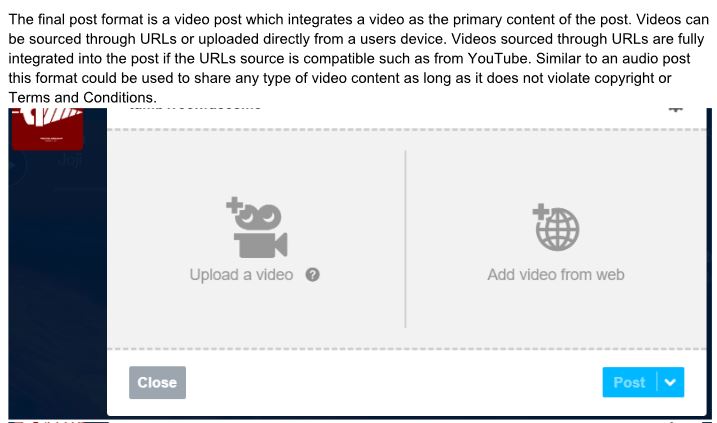 The final post format is a video post which integrates a video as the primary content of the post. Videos can
be sourced through URLs or uploaded directly from a users device. Videos sourced through URLs are fully
integrated into the post if the URLs source is compatible such as from YouTube. Similar to an audio post
this format could be used to share any type of video content as long as it does not violate copyright or
Terms and Conditions.
Joji
Upload a video ?
Add video from web
Close
Post